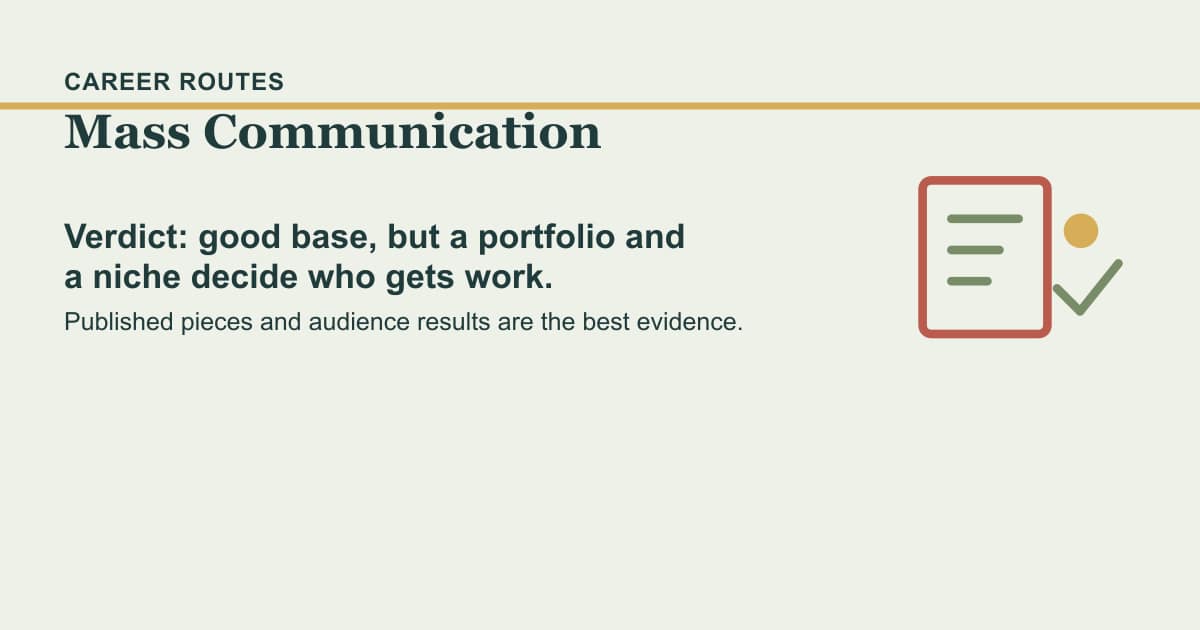 CAREER ROUTES
Mass Communication
Verdict: good base, but a portfolio and
a niche decide who gets work.
Published pieces and audience results are the best evidence.